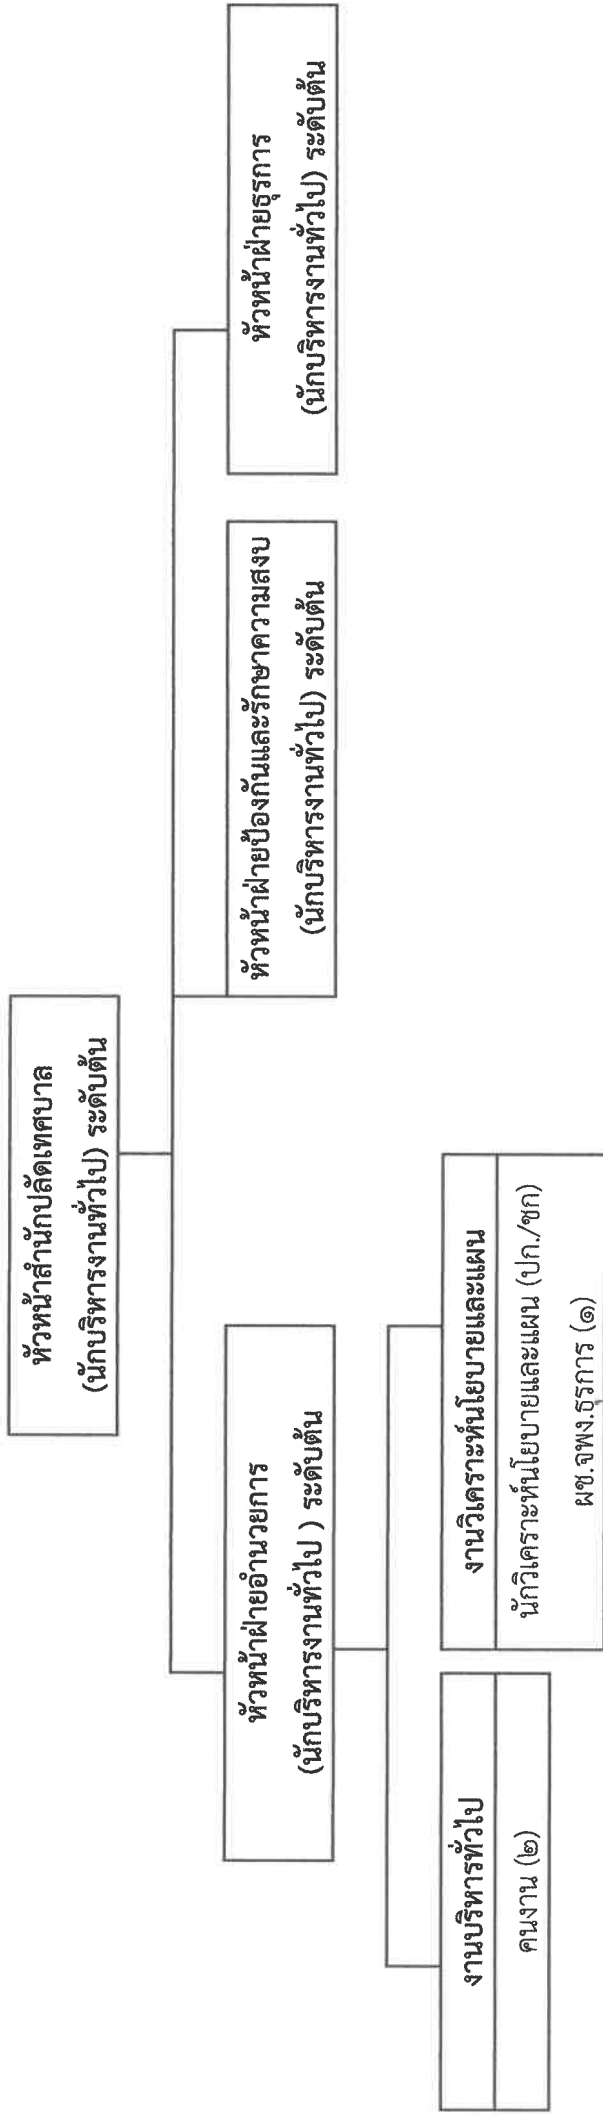 หัวหน้าสำนักปลัดเทศบาล
(นักบริหารงานทั่วไป) ระดับต้น
หัวหน้าฝ่ายอำนวยการ
(นักบริหารงานทั่วไป ) ระดับต้น
หัวหน้าฝ่ายป้องกันและรักษาความสงบ
(นักบริหารงานทั่วไป) ระดับต้น
หัวหน้าฝ่ายธุรการ
(นักบริหารงานทั่วไป) ระดับต้น
งานบริหารทั่วไป
คนงาน (๒)
งานวิเคราะห์นโยบายและแผน
นักวิเคราะห์นโยบายและแผน (ปก./ชก)
ผช.จพง.ธุรการ (๑)